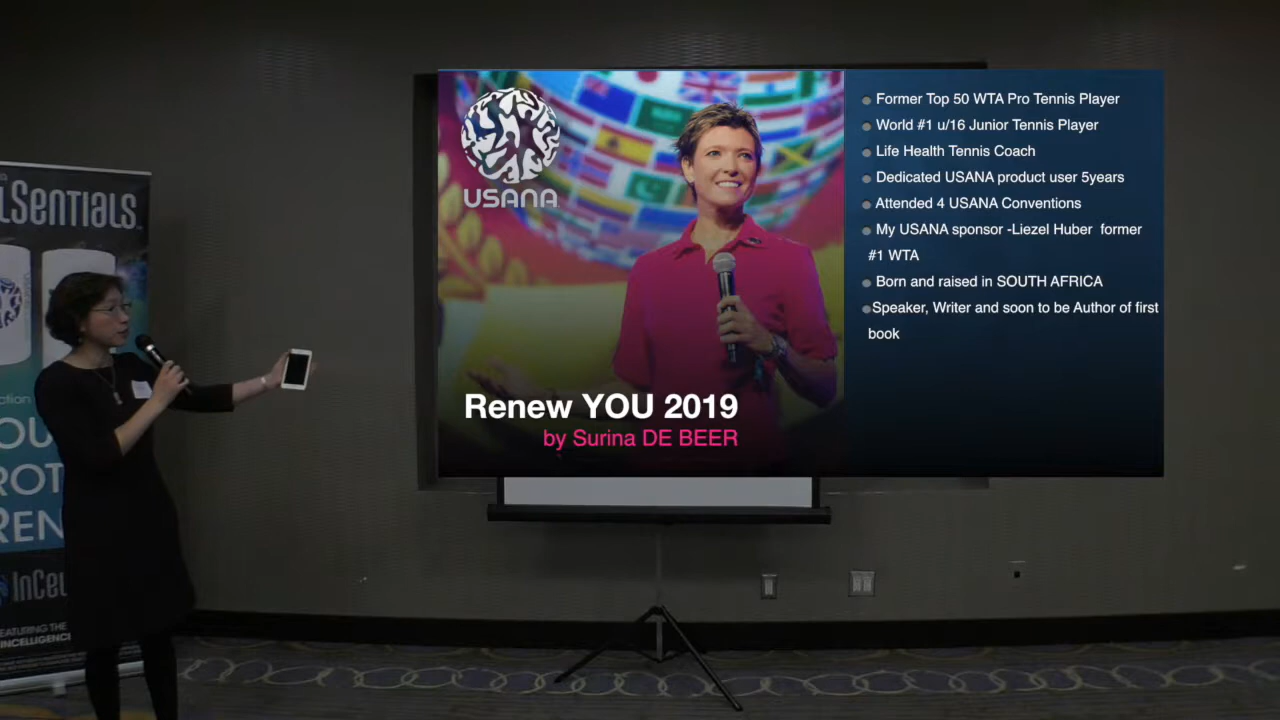 USANA
Renew YOU 2019
by Surina DE BEER
Former Top 50 WTA Pro Tennis Player
World #1 u/16 Junior Tennis Player
Life Health Tennis Coach
Dedicated USANA product user 5years
Attended 4 USANA Conventions
My USANA sponsor -Liezel Huber former
#1 WTA
Born and raised in SOUTH AFRICA
Speaker, Writer and soon to be Author of first
book